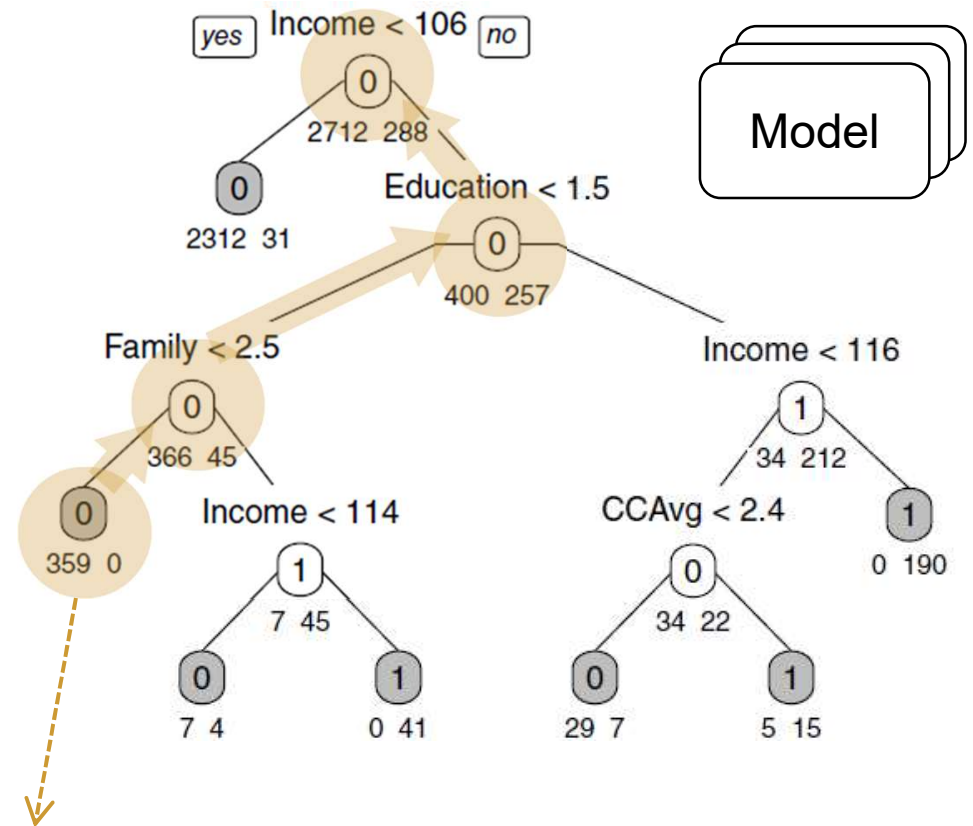 Income < 106
yes
no
Model
0
2712 288
0
2312 31
Education < 1.5
0
400 257
Family < 2.5
0
366 45
Income < 116
1
34 212
0
359 0
Income < 114
1
7 45
CCAvg < 2.4
0
34 22
1
0 190
0
7 4
1
0 41
0
29 7
1
5 15